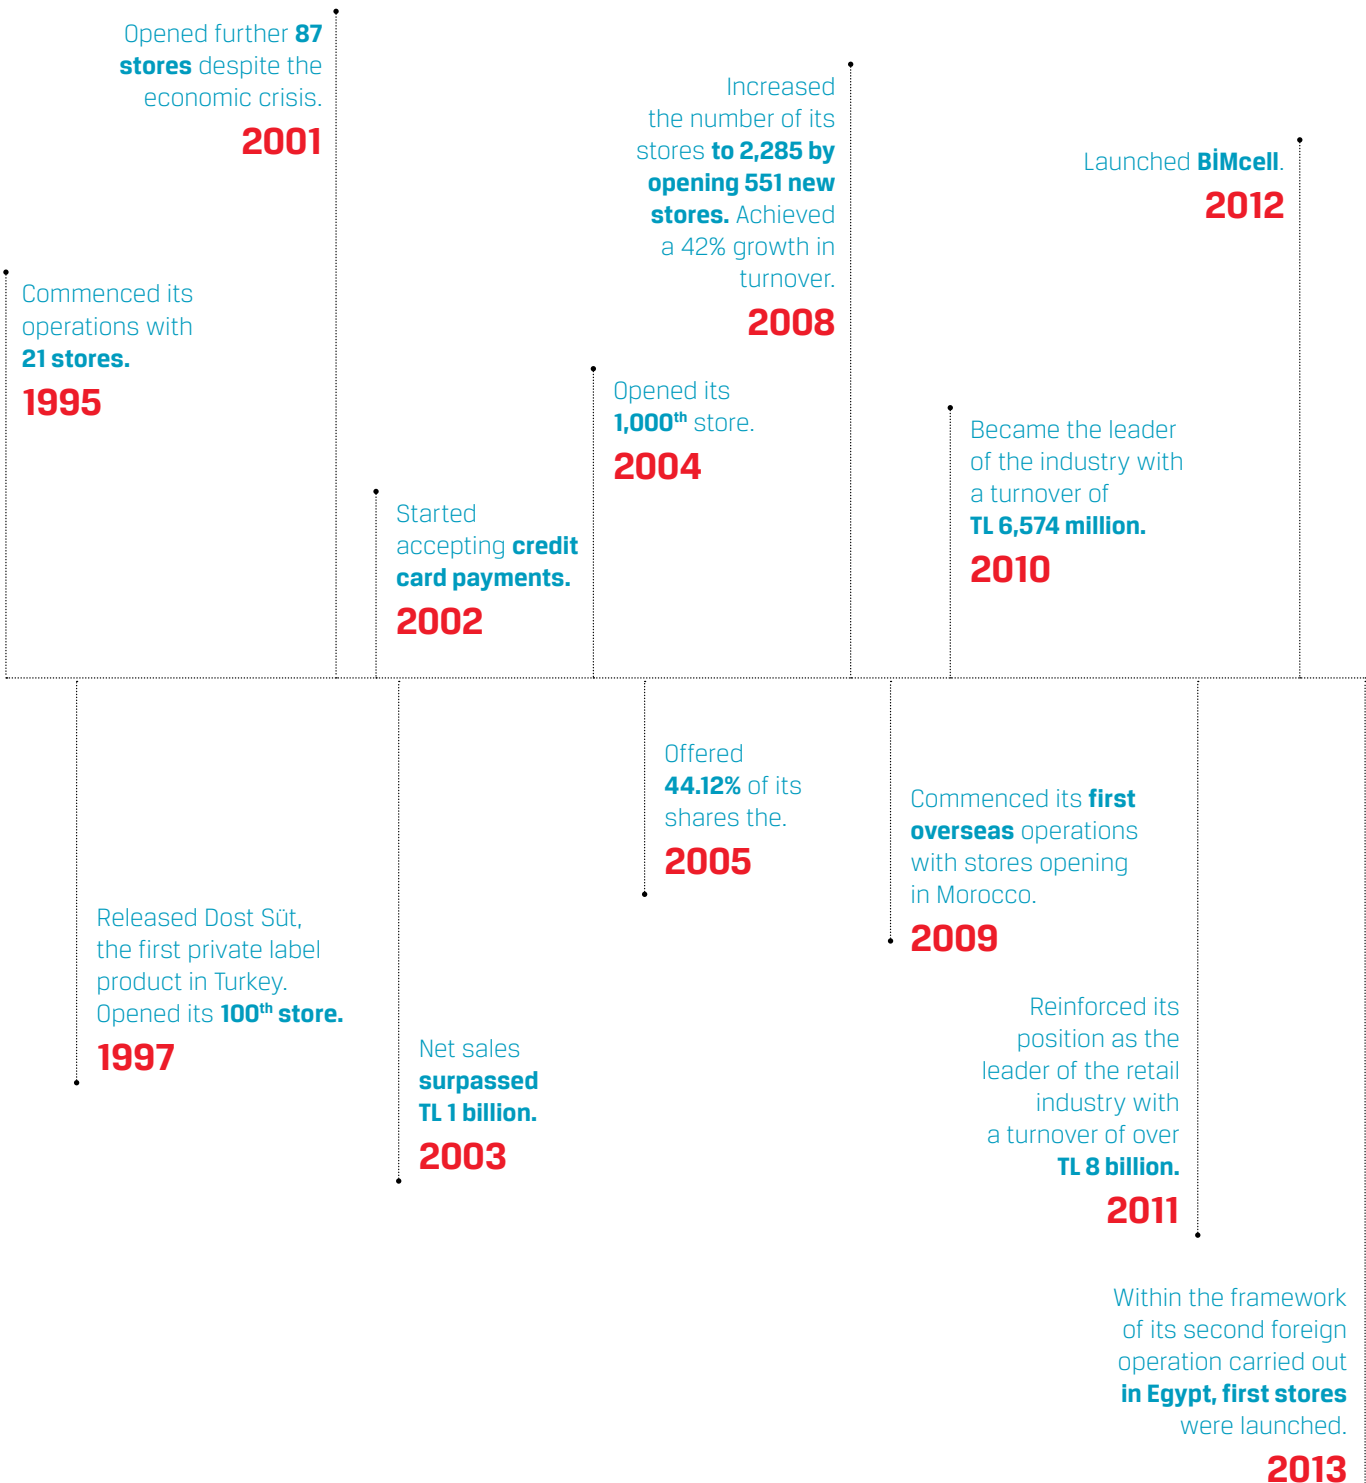 Opened further 87
stores despite the
economic crisis.
2001
Increased
the number of its
stores to 2,285 by
opening 551 new
stores. Achieved
a 42% growth in
turnover.
2008
Launched BİMcell.
2012
Commenced its
operations with
21 stores.
1995
Opened its
1,000th store.
2004
Became the leader
of the industry with
a turnover of
TL 6,574 million.
2010
Started
accepting credit
card payments.
2002
Offered
44.12% of its
shares the.
2005
Commenced its first
overseas operations
with stores opening
in Morocco.
2009
Released Dost Süt,
the first private label
product in Turkey.
Opened its 100th store.
1997
Net sales
surpassed
TL 1 billion.
2003
Reinforced its
position as the
leader of the retail
industry with
a turnover of over
TL 8 billion.
2011
Within the framework
of its second foreign
operation carried out
in Egypt, first stores
were launched.
2013